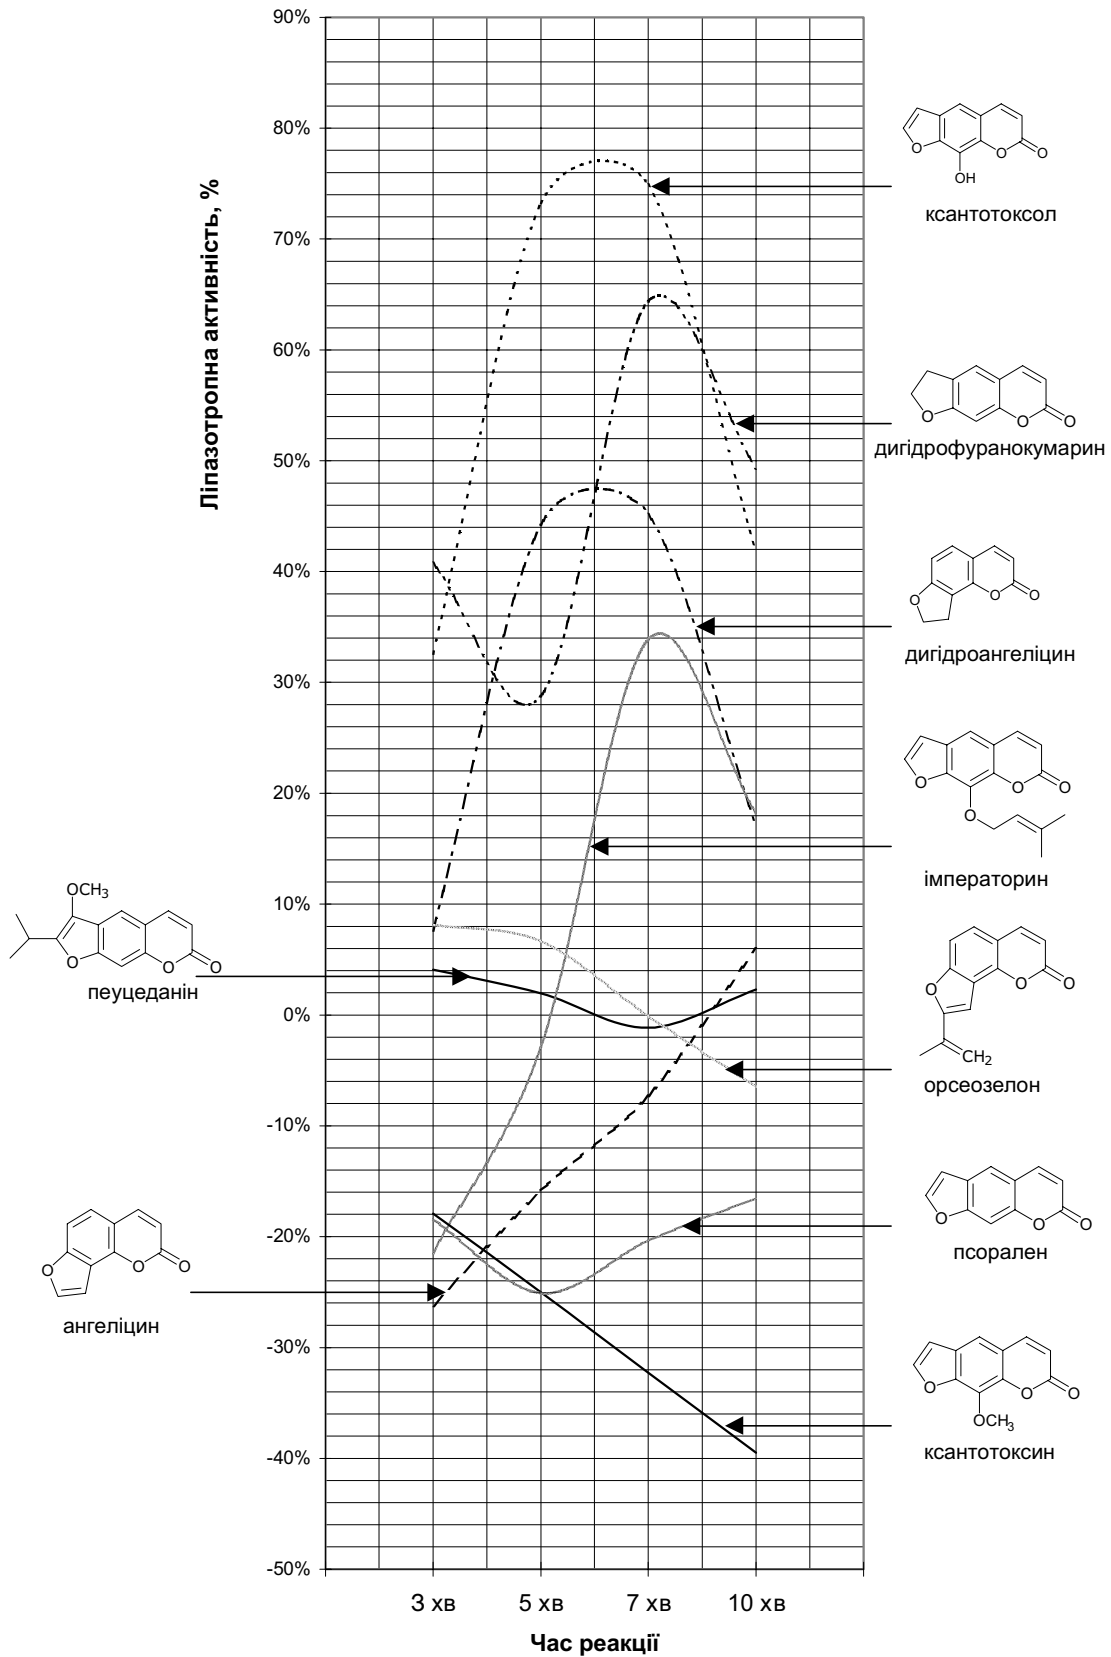 Ліпазотропна активність, %
90%
80%
70%
60%
50%
40%
30%
20%
10%
0%
-10%
-20%
-30%
-40%
-50%
3 хв 5 хв 7 хв 10 хв
Час реакції
O O O
OH
ксантотоксол
O O O
дигідрофуранокумарин
O O O
дигідроангеліцин
O O O
O
імператорин
OCH3
O O O
пеуцеданін
O O O
CH2
орсеозелон
O O O
псорален
O O O
ангеліцин
O O O
OCH3
ксантотоксин